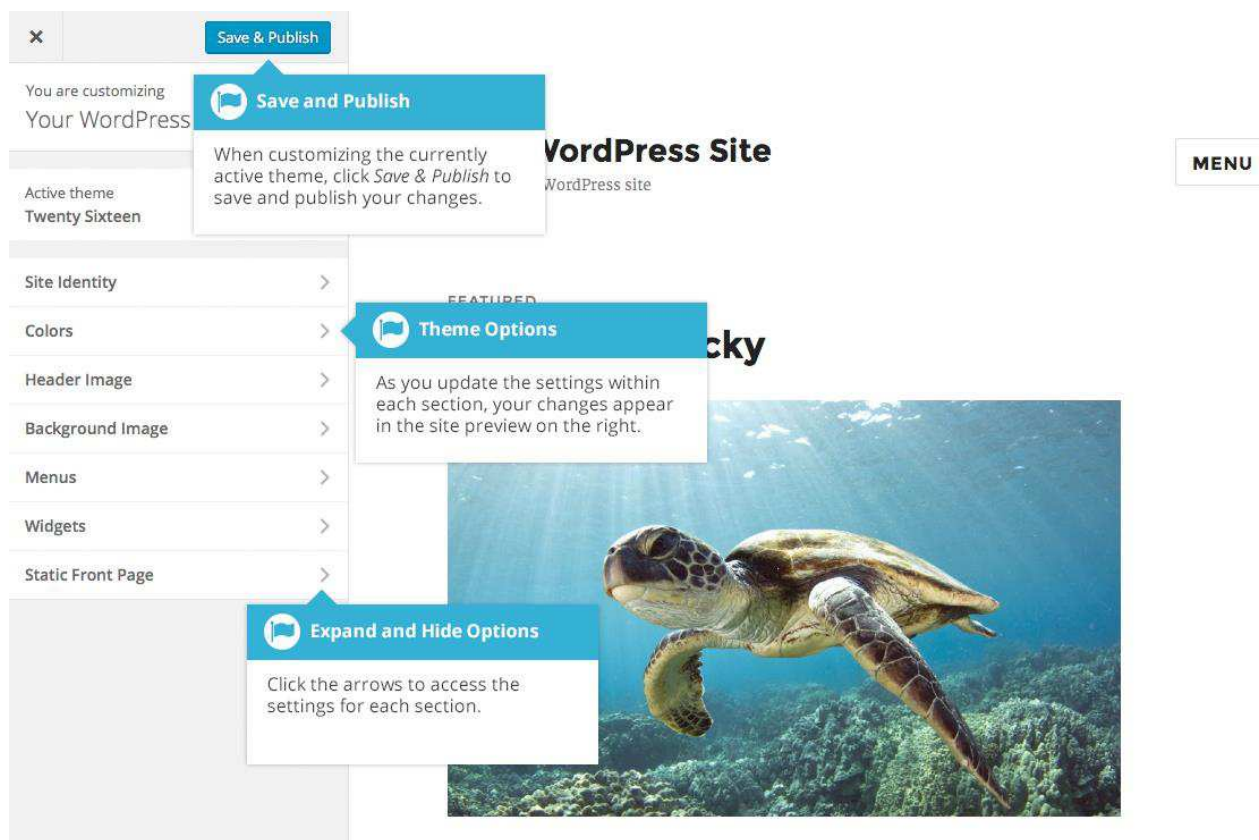 Save & Publish
You are customizing
Your WordPress
Save and Publish
When customizing the currently
active theme, click Save & Publish to
save and publish your changes.
Active theme
Twenty Sixteen
WordPress Site
WordPress site
MENU
Site Identity
Colors
Header Image
Background Image
Menus
Widgets
Static Front Page
FEATURED
cky
Theme Options
As you update the settings within
each section, your changes appear
in the site preview on the right.
Expand and Hide Options
Click the arrows to access the
settings for each section.